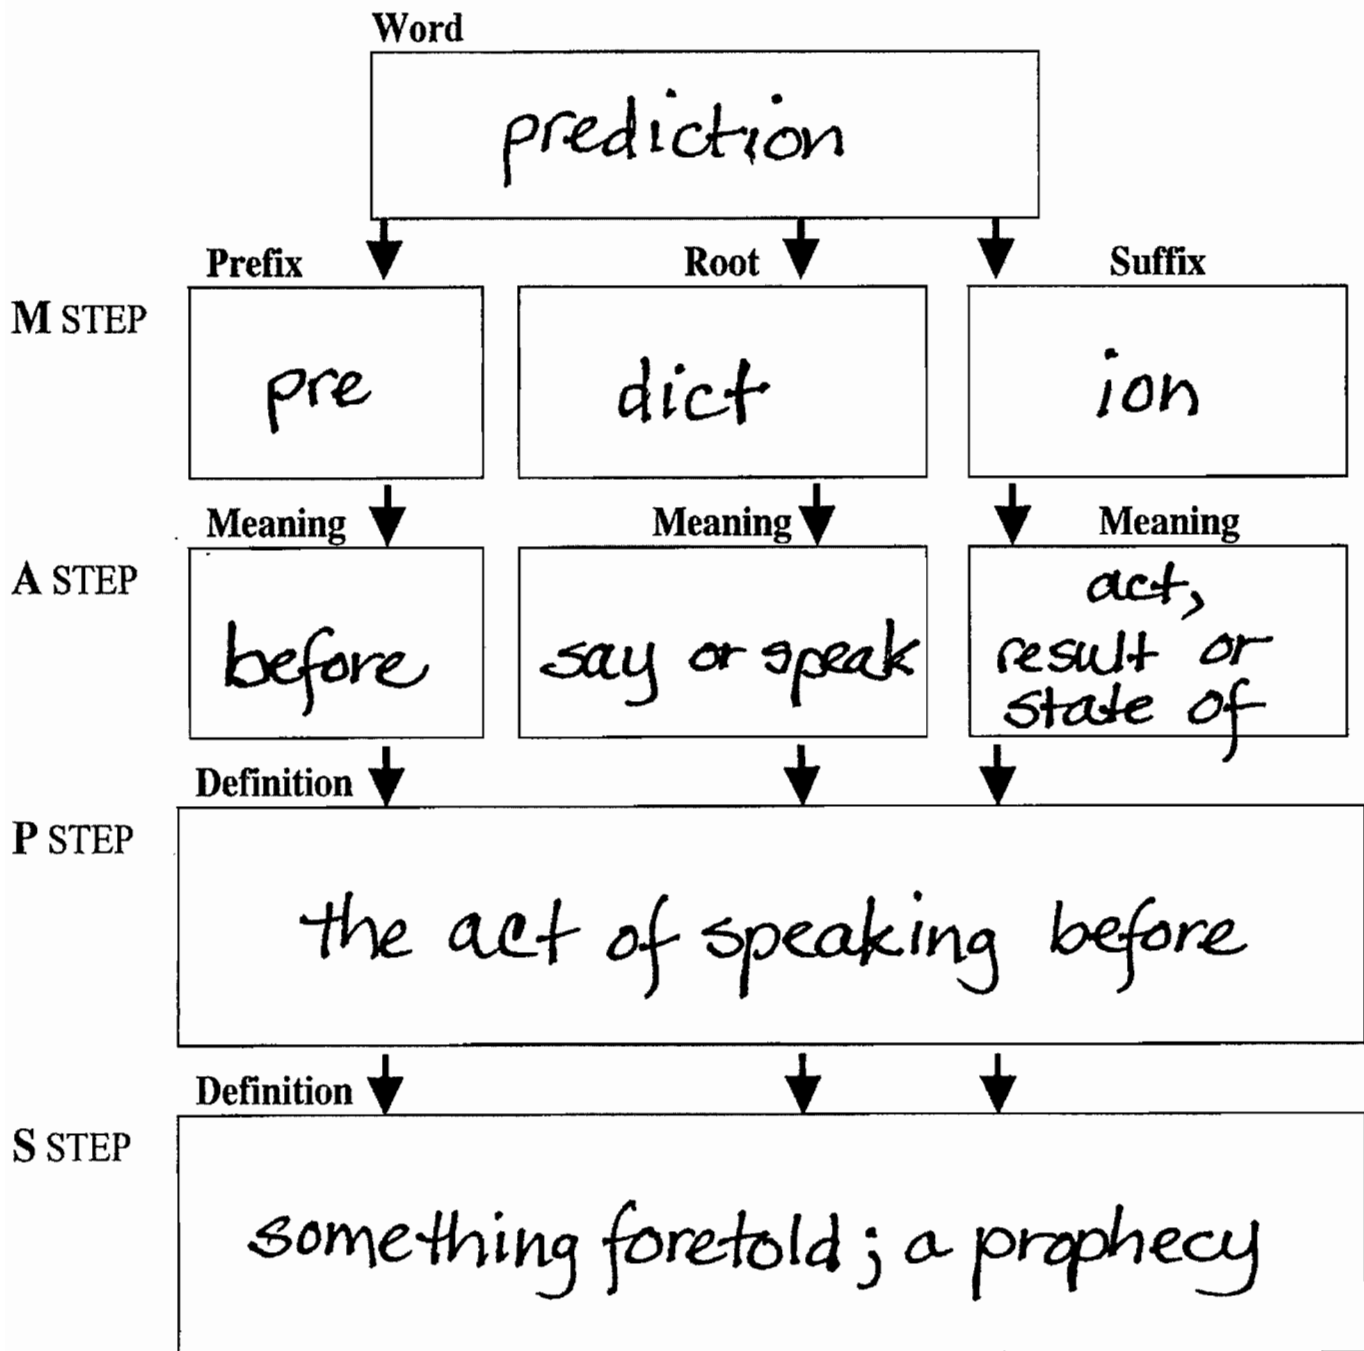 Word
prediction
Prefix Root Suffix
M STEP
pre dict ion
Meaning Meaning Meaning
A STEP
before say or speak act,
result or
state of
Definition
P STEP
the act of speaking before
Definition
S STEP
something foretold; a prophecy